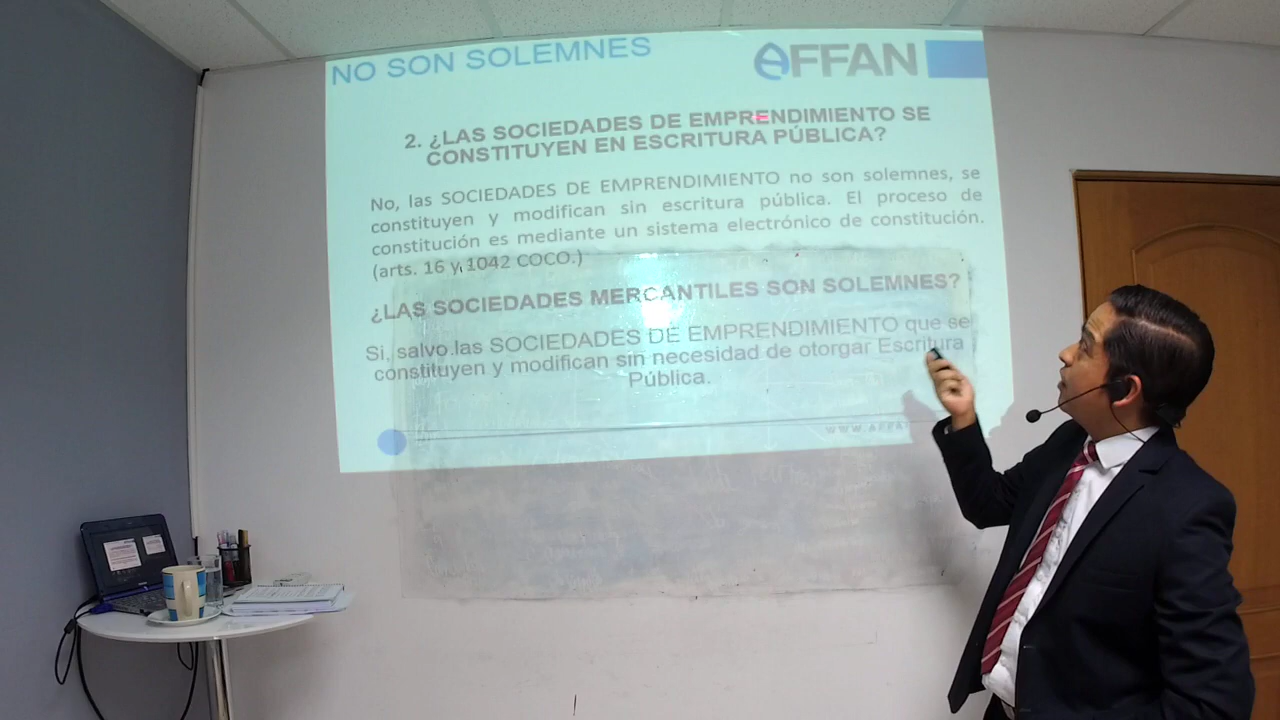 NO SON SOLEMNES
AFFAN
2. ¿LAS SOCIEDADES DE EMPRENDIMIENTO SE
CONSTITUYEN EN ESCRITURA PÚBLICA?
No, las SOCIEDADES DE EMPRENDIMIENTO no son solemnes, se
constituyen y modifican sin escritura pública. El proceso de
constitución es mediante un sistema electrónico de constitución.
(arts. 16 y 1042 COCO.)
¿LAS SOCIEDADES MERCANTILES SON SOLEMNES?
Si, salvo las SOCIEDADES DE EMPRENDIMIENTO que se
constituyen y modifican sin necesidad de otorgar Escritura
Pública.